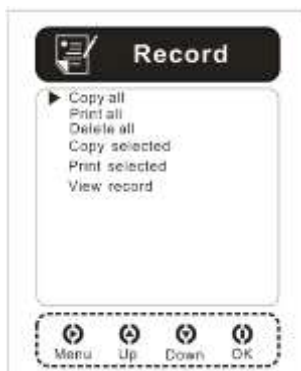 Record
Copy all
Print all
Delete all
Copy selected
Print selected
View record
Menu Up Down OK